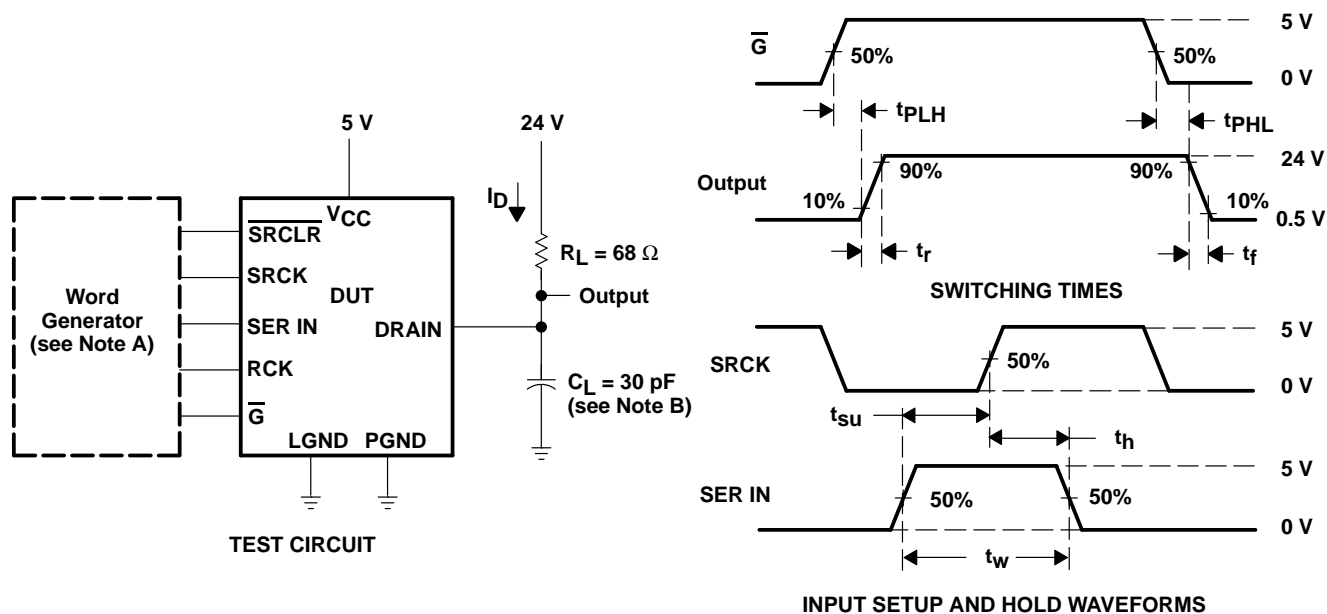 5 V
24 V
I_D
V_CC
S̅R̅C̅L̅R̅
SRCK
DUT
SER IN
DRAIN
RCK
G̅
LGND PGND
Word
Generator
(see Note A)
R_L = 68 Ω
Output
C_L = 30 pF
(see Note B)
TEST CIRCUIT
G̅
50%
50%
5 V
0 V
t_PLH
t_PHL
Output
10%
90%
90%
10%
24 V
0.5 V
t_r
t_f
SWITCHING TIMES
SRCK
50%
5 V
0 V
t_su
t_h
SER IN
50%
50%
5 V
0 V
t_w
INPUT SETUP AND HOLD WAVEFORMS